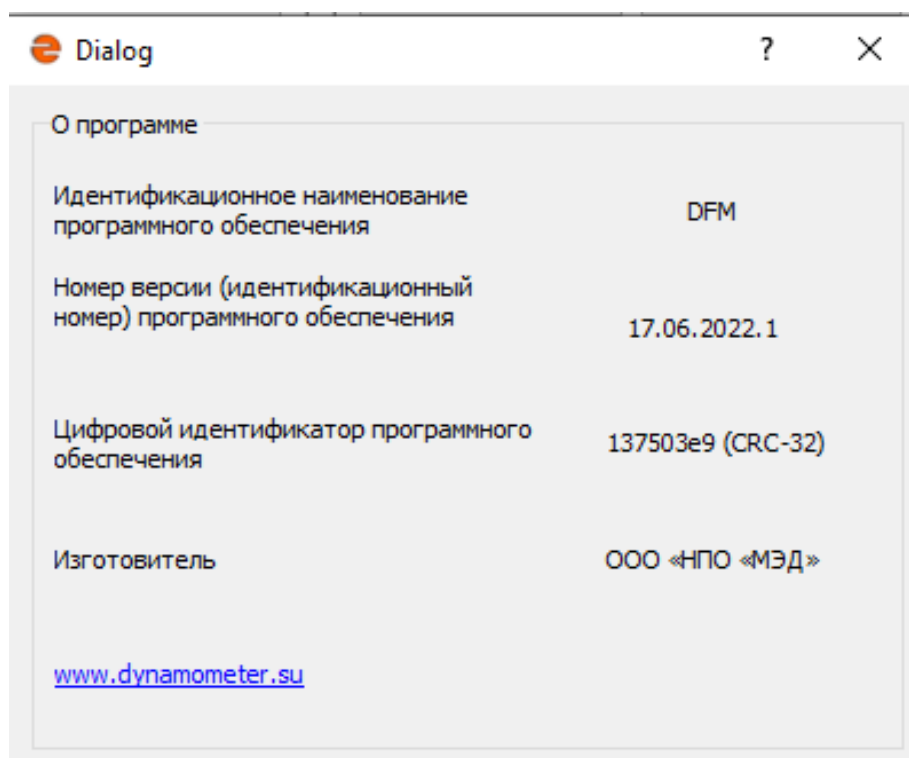 Dialog
?
О программе
Идентификационное наименование
программного обеспечения
DFM
Номер версии (идентификационный
номер) программного обеспечения
17.06.2022.1
Цифровой идентификатор программного
обеспечения
137503e9 (CRC-32)
Изготовитель
ООО «НПО «МЭД»
www.dynamometer.su